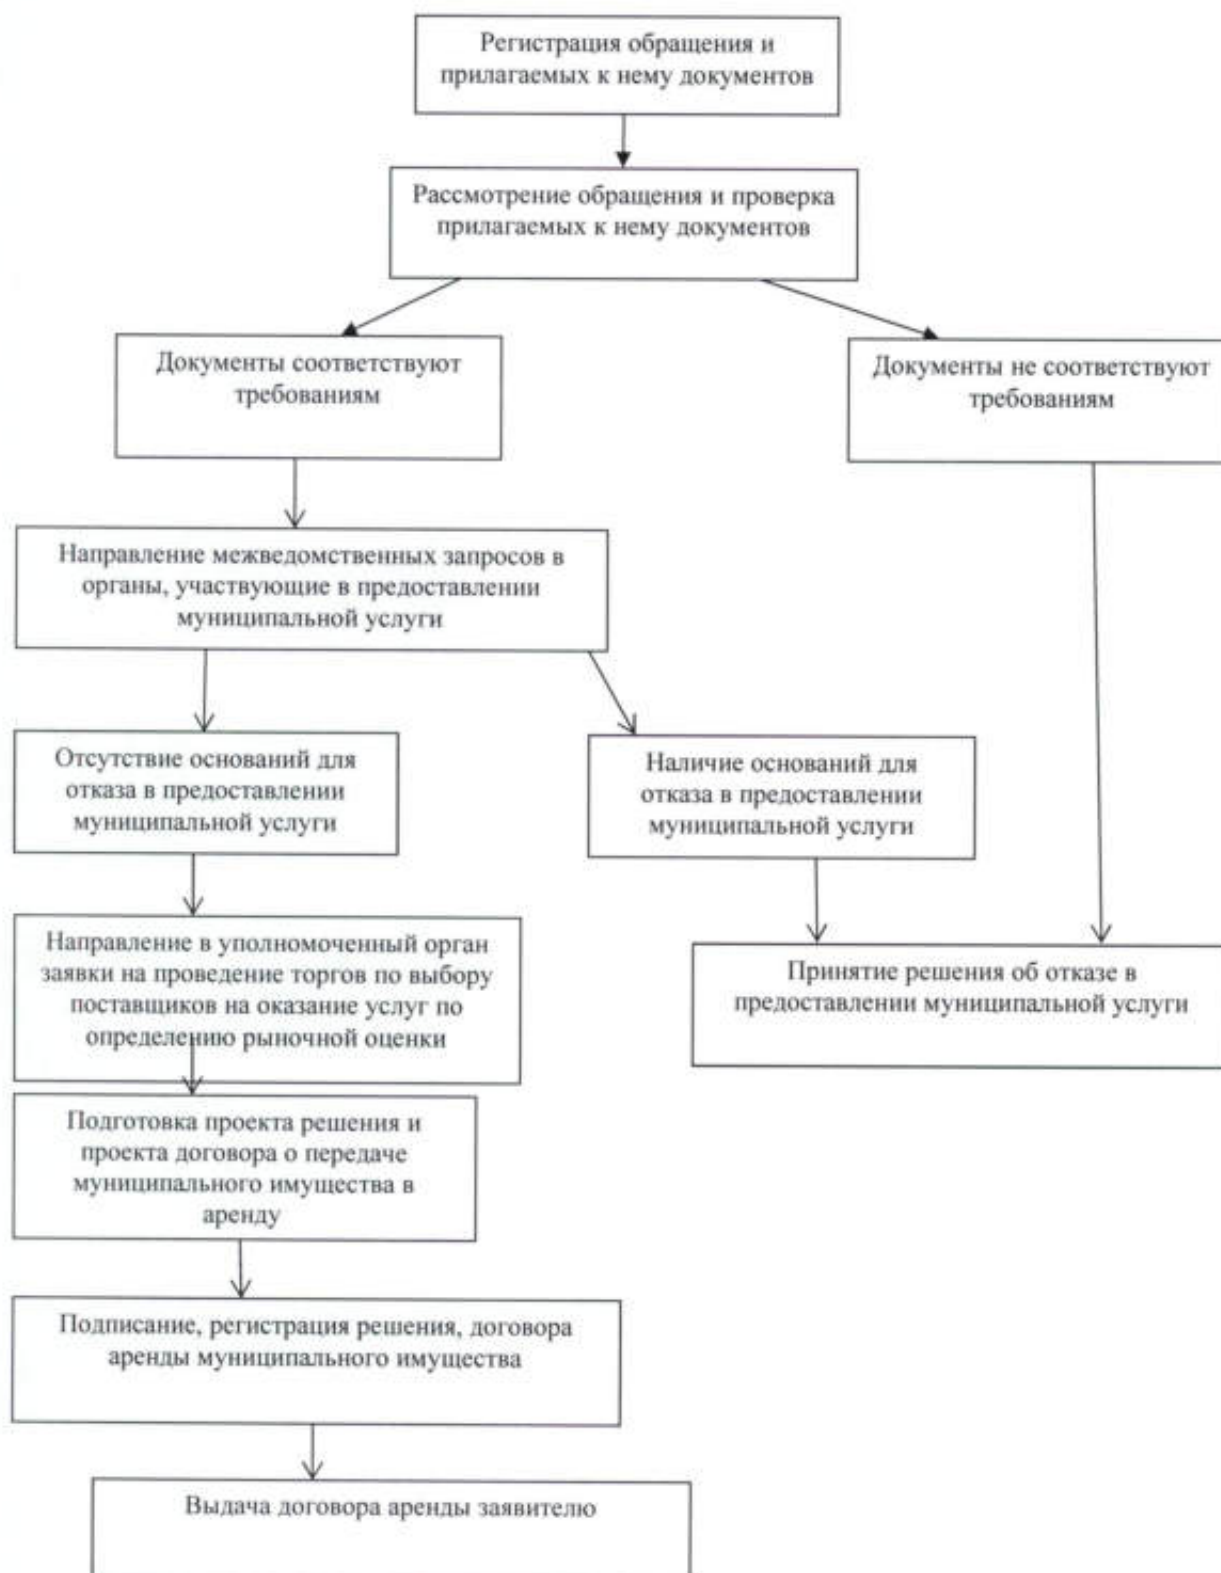 Регистрация обращения и
прилагаемых к нему документов
Рассмотрение обращения и проверка
прилагаемых к нему документов
Документы соответствуют
требованиям
Документы не соответствуют
требованиям
Направление межведомственных запросов в
органы, участвующие в предоставлении
муниципальной услуги
Отсутствие оснований для
отказа в предоставлении
муниципальной услуги
Наличие оснований для
отказа в предоставлении
муниципальной услуги
Направление в уполномоченный орган
заявки на проведение торгов по выбору
поставщиков на оказание услуг по
определению рыночной оценки
Принятие решения об отказе в
предоставлении муниципальной услуги
Подготовка проекта решения и
проекта договора о передаче
муниципального имущества в
аренду
Подписание, регистрация решения, договора
аренды муниципального имущества
Выдача договора аренды заявителю